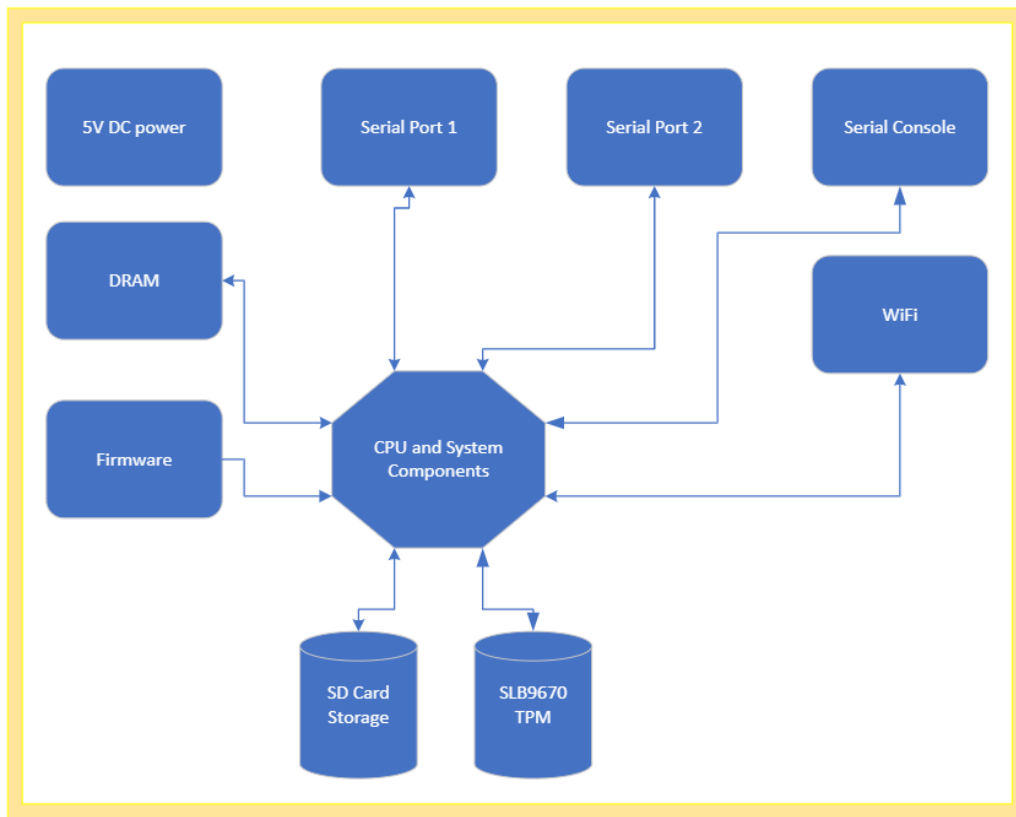 5V DC power
Serial Port 1
Serial Port 2
Serial Console
DRAM
WiFi
Firmware
CPU and System
Components
SD Card
Storage
SLB9670
TPM